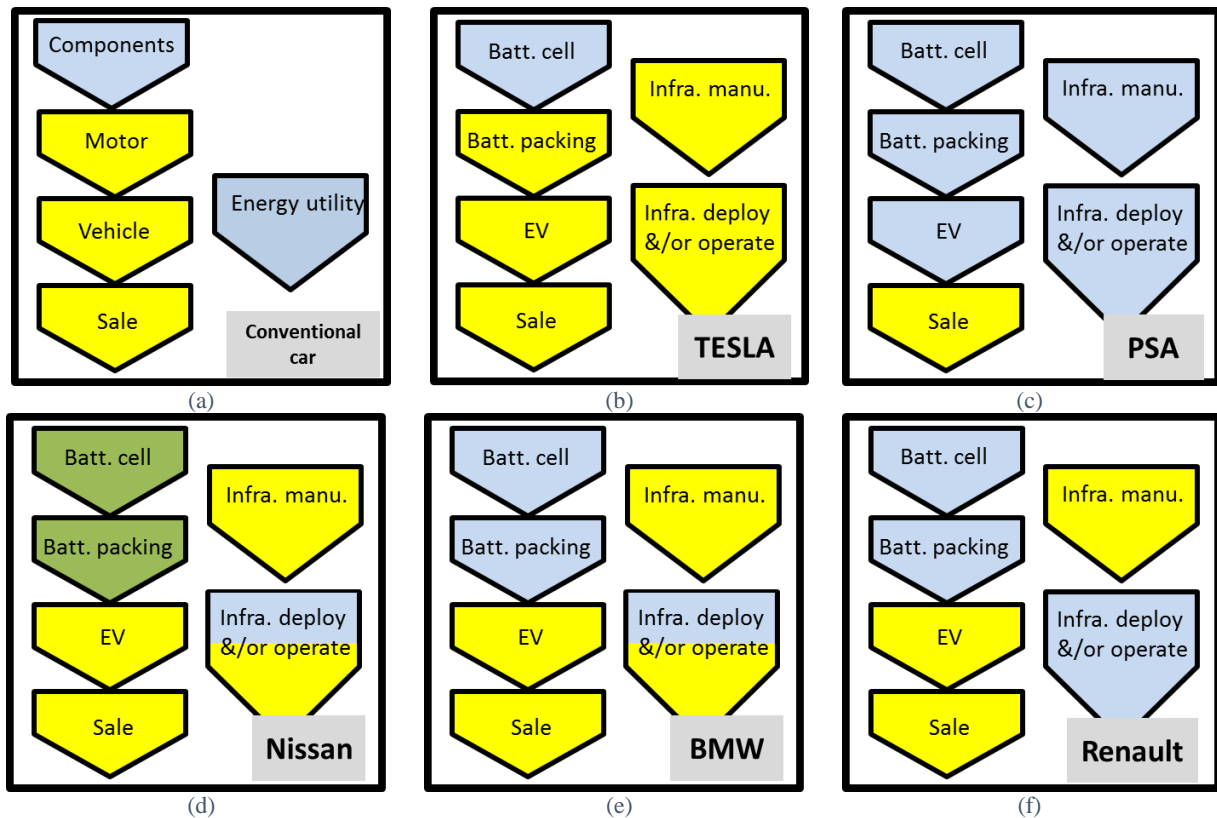 Components
Motor
Vehicle
Sale
Energy utility
Conventional
car
(a)
Batt. cell
Batt. packing
EV
Sale
Infra. manu.
Infra. deploy
&/or operate
TESLA
(b)
Batt. cell
Batt. packing
EV
Sale
Infra. manu.
Infra. deploy
&/or operate
PSA
(c)
Batt. cell
Batt. packing
EV
Sale
Infra. manu.
Infra. deploy
&/or operate
Nissan
(d)
Batt. cell
Batt. packing
EV
Sale
Infra. manu.
Infra. deploy
&/or operate
BMW
(e)
Batt. cell
Batt. packing
EV
Sale
Infra. manu.
Infra. deploy
&/or operate
Renault
(f)